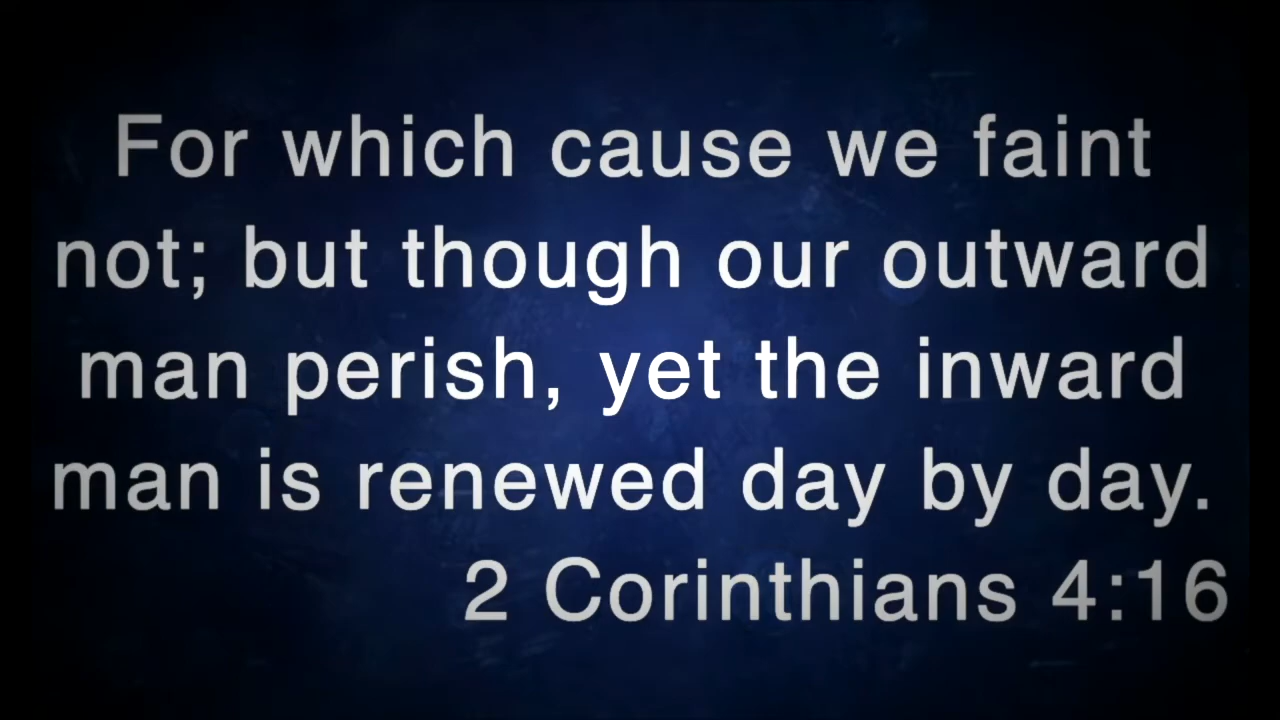 For which cause we faint
not; but though our outward
man perish, yet the inward
man is renewed day by day.
2 Corinthians 4:16